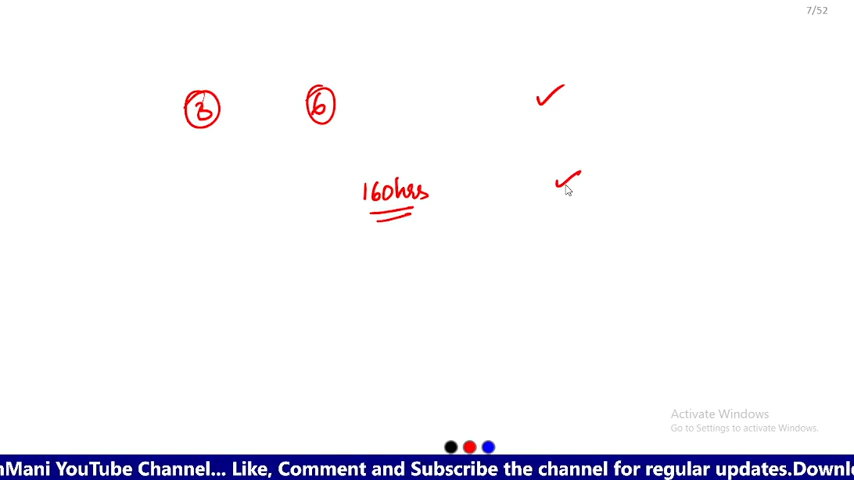 7/52
3 6
160hrs
Activate Windows
Go to Settings to activate Windows.
nMani YouTube Channel... Like, Comment and Subscribe the channel for regular updates.Downlo